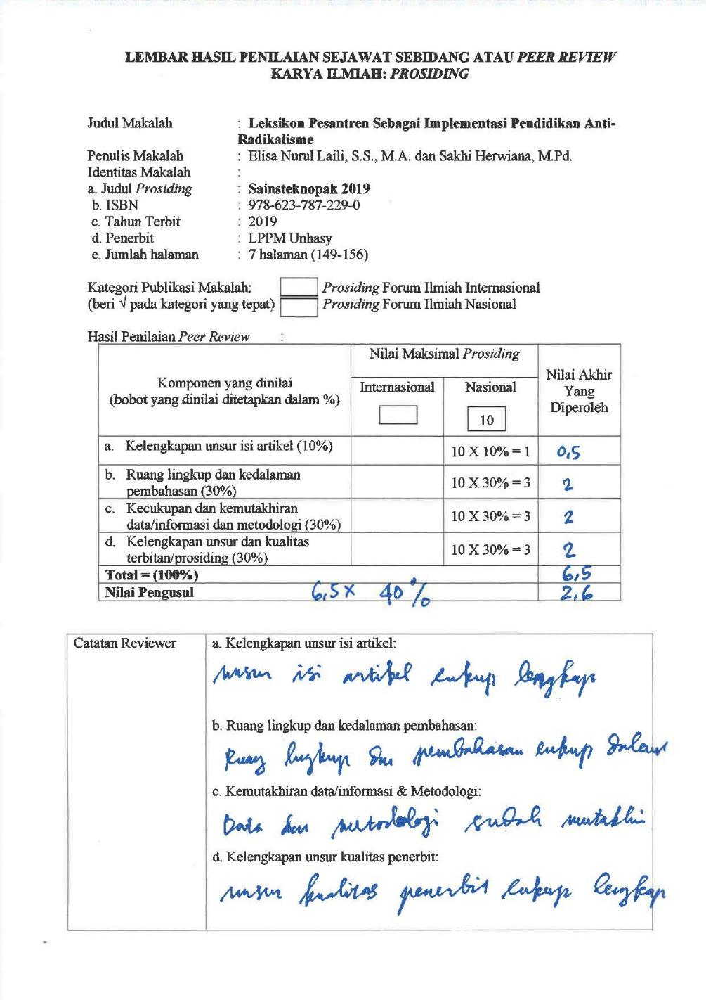 LEMBAR HASIL PENILAIAN SEJAWAT SEBIDANG ATAU PEER REVIEW
KARYA ILMIAH: PROSIDING
Judul Makalah : Leksikon Pesantren Sebagai Implementasi Pendidikan Anti-
Radikalisme
Penulis Makalah : Elisa Nurul Laili, S.S., M.A. dan Sakhi Herwiana, M.Pd.
Identitas Makalah :
a. Judul Prosiding : Sainsteknopak 2019
b. ISBN : 978-623-787-229-0
c. Tahun Terbit : 2019
d. Penerbit : LPPM Unhasy
e. Jumlah halaman : 7 halaman (149-156)
Kategori Publikasi Makalah: Prosiding Forum Ilmiah Internasional
(beri √ pada kategori yang tepat) Prosiding Forum Ilmiah Nasional
Hasil Penilaian Peer Review :
Komponen yang dinilai
(bobot yang dinilai ditetapkan dalam %)
Nilai Maksimal Prosiding
Internasional
Nasional
10
Nilai Akhir
Yang
Diperoleh
a. Kelengkapan unsur isi artikel (10%) 10 X 10% = 1 0,5
b. Ruang lingkup dan kedalaman
pembahasan (30%) 10 X 30% = 3 2
c. Kecukupan dan kemutakhiran
data/informasi dan metodologi (30%) 10 X 30% = 3 2
d. Kelengkapan unsur dan kualitas
terbitan/prosiding (30%) 10 X 30% = 3 2
Total = (100%) 6,5
Nilai Pengusul 6,5 x 40% 2,6
Catatan Reviewer
a. Kelengkapan unsur isi artikel:
unsur isi artikel cukup lengkap
b. Ruang lingkup dan kedalaman pembahasan:
Ruang lingkup dan pembahasan cukup dalam
c. Kemutakhiran data/informasi & Metodologi:
Data dan metodologi sudah mutakhir
d. Kelengkapan unsur kualitas penerbit:
unsur kualitas penerbit cukup lengkap